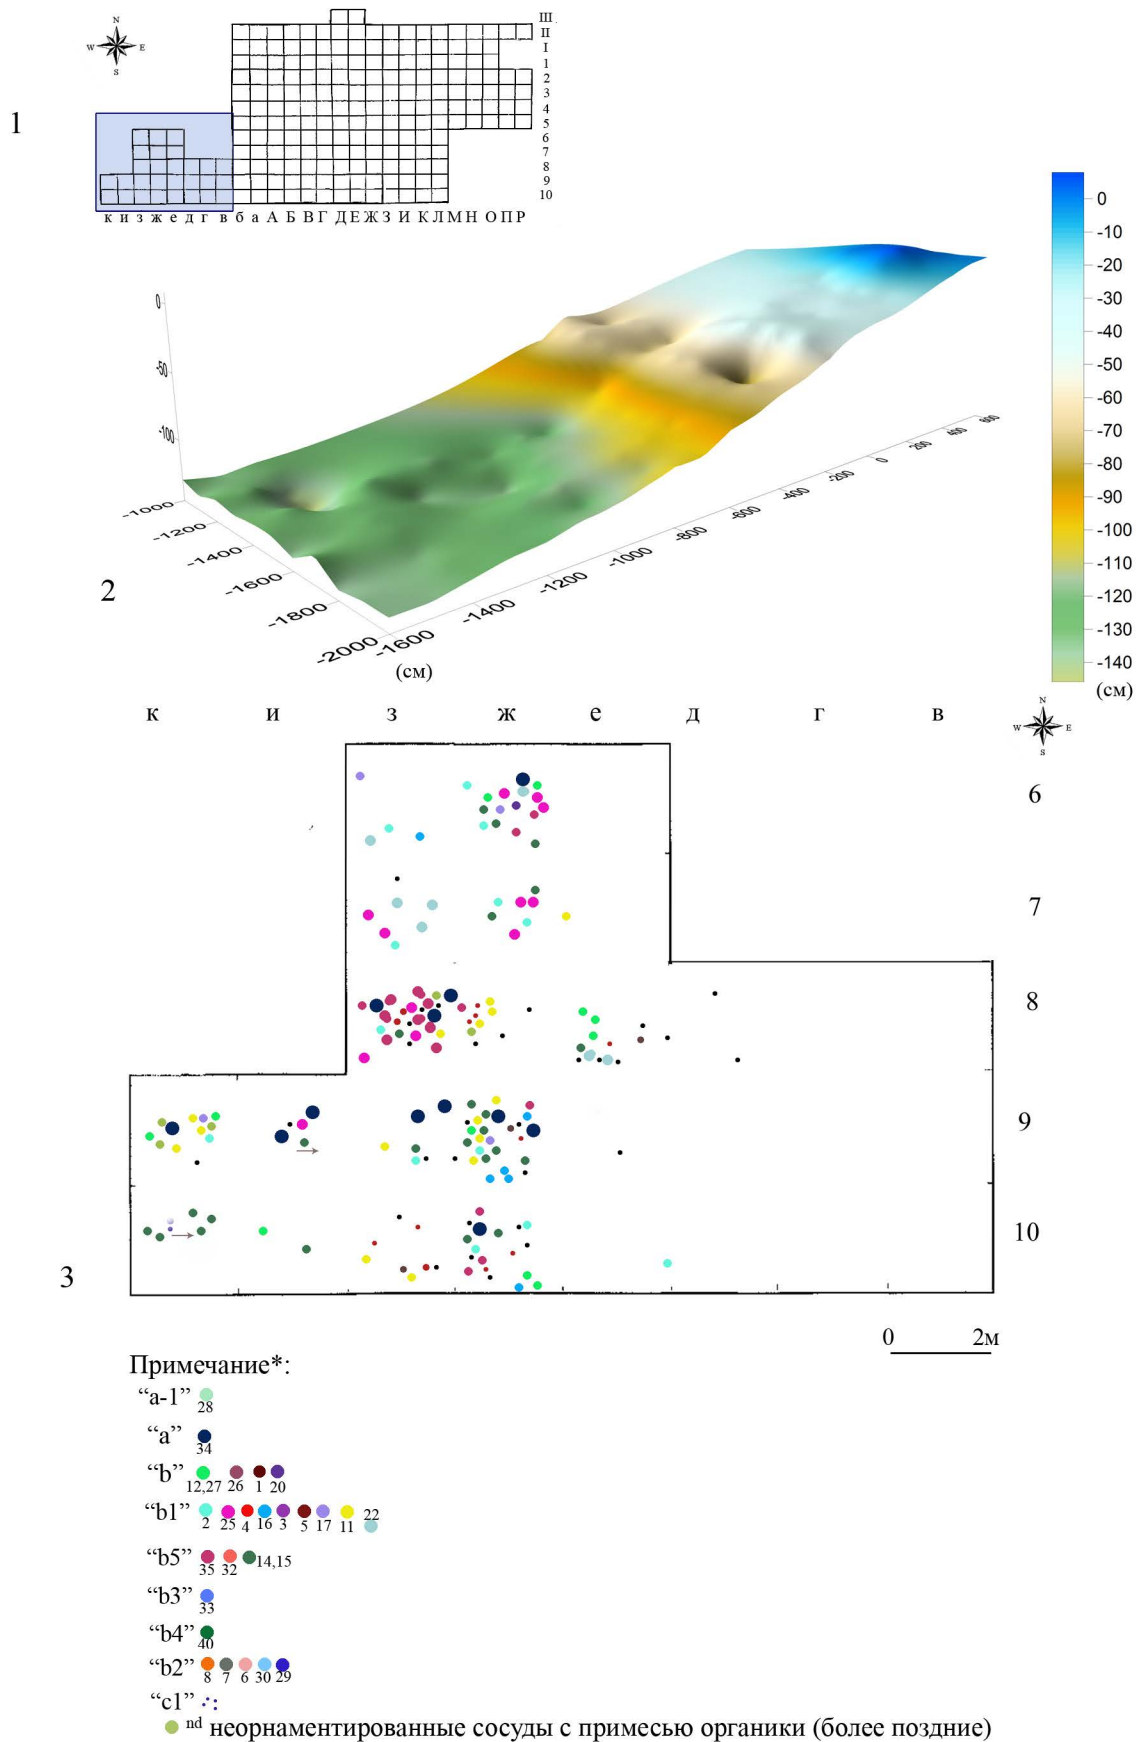 N
W E
S
III
II
I
1
2
3
4
5
6
7
8
9
10
1
к и з ж е д г в б а А Б В Г Д Е Ж З И К Л М Н О П Р
0
-50
-100
0
-10
-20
-30
-40
-50
-60
-70
-80
-90
-100
-110
-120
-130
-140
(см)
-1000
-1200
-1400
-1600
-1800
-2000
-1600
-1400
-1200
-1000
-800
-600
-400
-200
0
200
400
600
(см)
2
к и з ж е д г в
N
W E
S
6
7
8
9
10
3
0 2м
Примечание*:
“a-1”
28
“a”
34
“b”
12,27 26 1 20
“b1”
2 25 4 16 3 5 17 11 22
“b5”
35 32 14,15
“b3”
33
“b4”
40
“b2”
8 7 6 30 29
“c1”
nd неорнаментированные сосуды с примесью органики (более поздние)